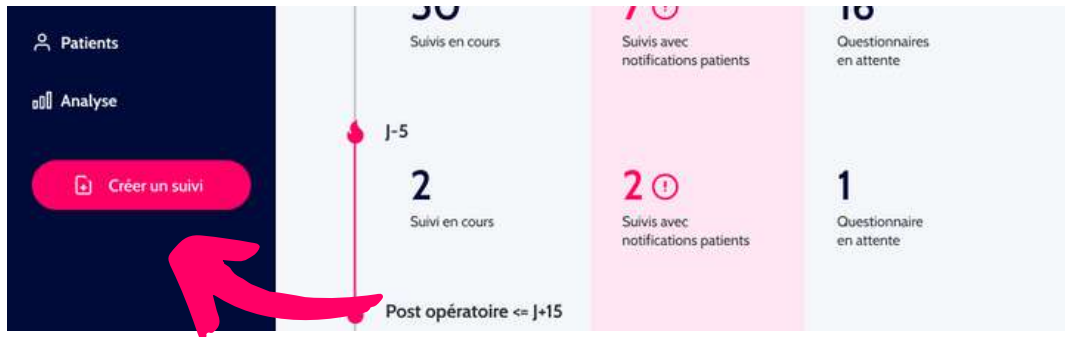 Patients
Analyse
Créer un suivi
Suivis en cours
Suivis avec
notifications patients
Questionnaires
en attente
J-5
2
Suivi en cours
2
Suivis avec
notifications patients
1
Questionnaire
en attente
Post opératoire <= J+15